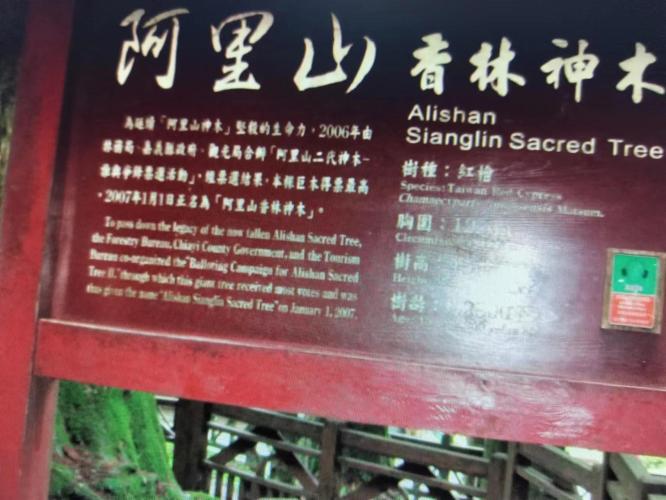 阿里山 香林神木
Alishan
Sianglin Sacred Tree
為延續「阿里山神木」堅毅的生命力，2006年由
林務局、嘉義縣政府、觀光局合辦「阿里山二代神木-
經票選結果，本棵巨木得票最高，
2007年1月1日正名為「阿里山香林神木」。
To pass down the legacy of the now fallen Alishan Sacred Tree,
the Forestry Bureau, Chiayi County Government, and the Tourism
Bureau co-organized the "Balloting Campaign for Alishan Sacred
Tree II," through which this giant tree received most votes and was
thus given the name "Alishan Sianglin Sacred Tree" on January 1, 2007.
樹種：紅檜
Species: Taiwan Red Cypress
Matsum.
胸圍：
樹高：
樹齡：